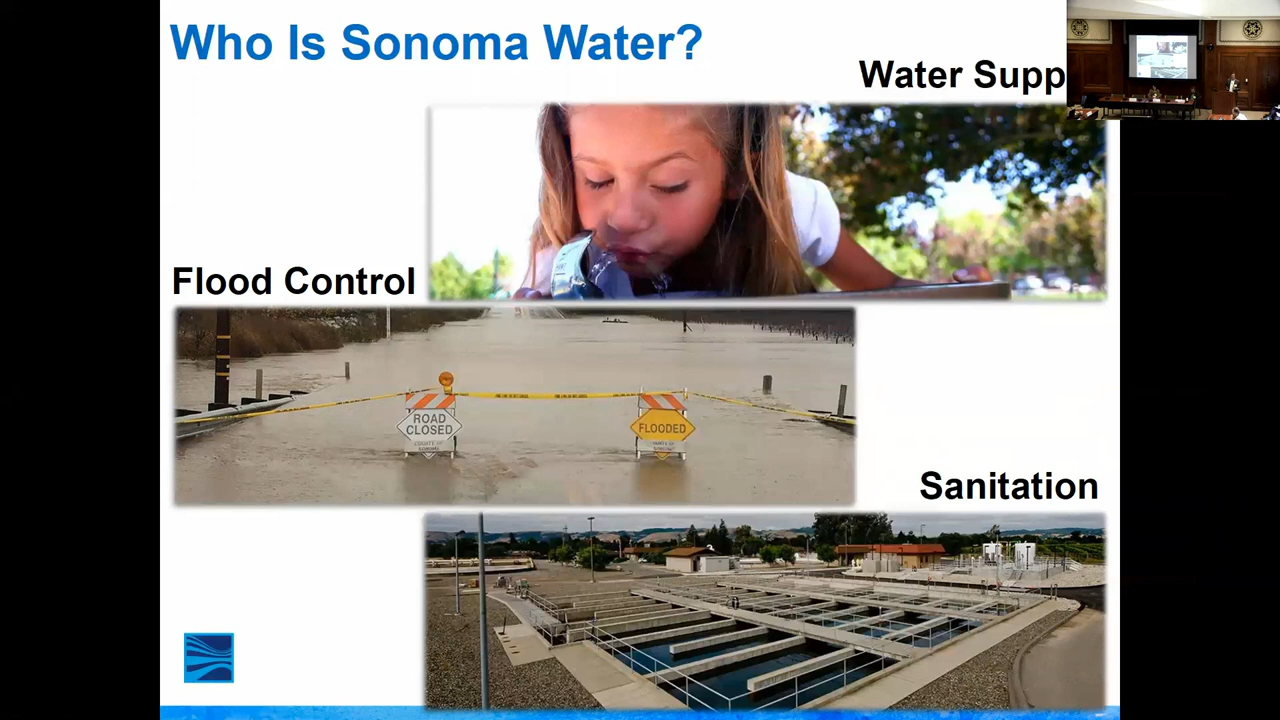 Who Is Sonoma Water?
Water Supp
Flood Control
ROAD
CLOSED
FLOODED
Sanitation